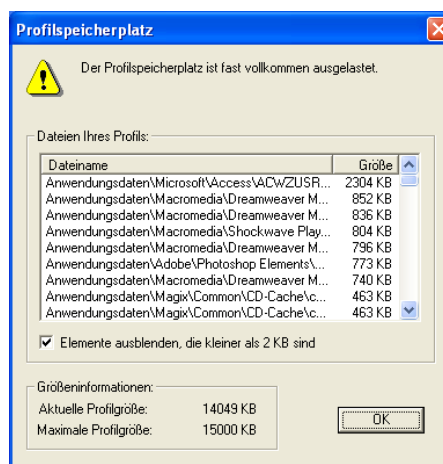 Profilspeicherplatz
Der Profilspeicherplatz ist fast vollkommen ausgelastet.
Dateien Ihres Profils:
Dateiname Größe
Anwendungsdaten\Microsoft\Access\ACWZUSR... 2304 KB
Anwendungsdaten\Macromedia\Dreamweaver M... 852 KB
Anwendungsdaten\Macromedia\Dreamweaver M... 836 KB
Anwendungsdaten\Macromedia\Shockwave Play... 804 KB
Anwendungsdaten\Macromedia\Dreamweaver M... 796 KB
Anwendungsdaten\Adobe\Photoshop Elements\... 773 KB
Anwendungsdaten\Macromedia\Dreamweaver M... 740 KB
Anwendungsdaten\Magix\Common\CD-Cache\c... 463 KB
Anwendungsdaten\Magix\Common\CD-Cache\c... 463 KB
Elemente ausblenden, die kleiner als 2 KB sind
Größeninformationen:
Aktuelle Profilgröße: 14049 KB
Maximale Profilgröße: 15000 KB
OK